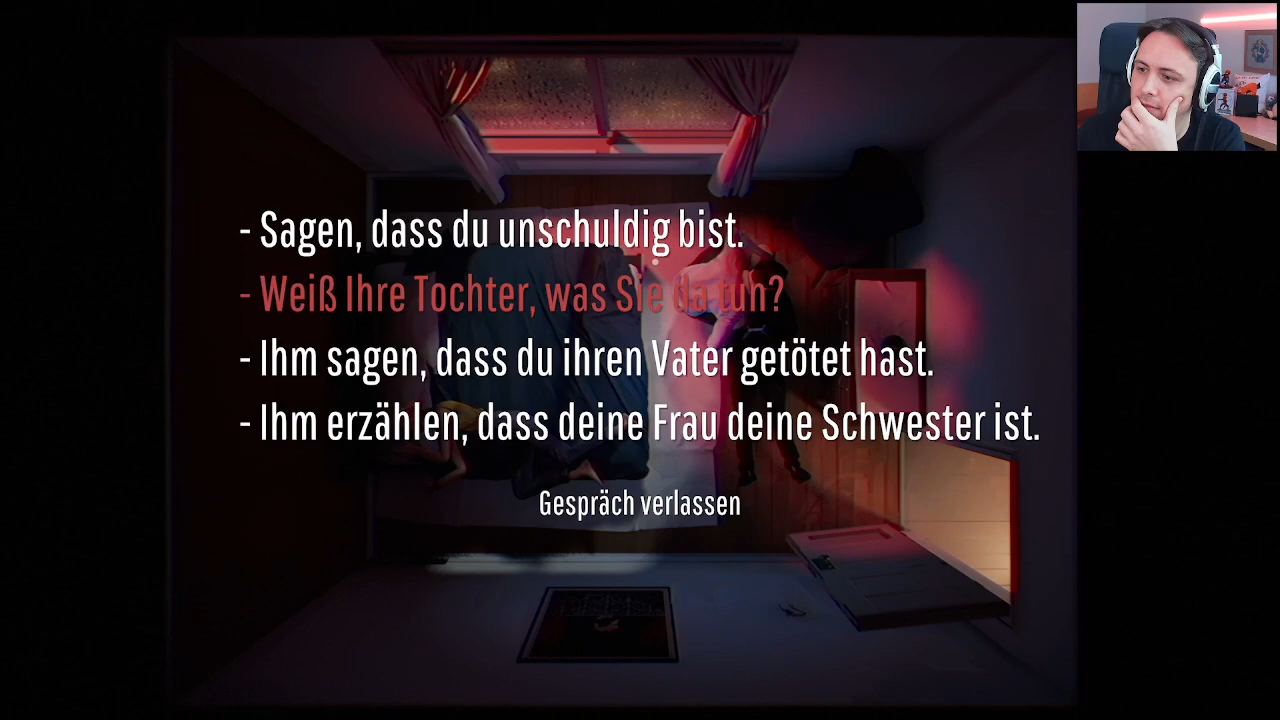 - Sagen, dass du unschuldig bist.
- Weiß Ihre Tochter, was Sie da tun?
- Ihm sagen, dass du ihren Vater getötet hast.
- Ihm erzählen, dass deine Frau deine Schwester ist.
Gespräch verlassen